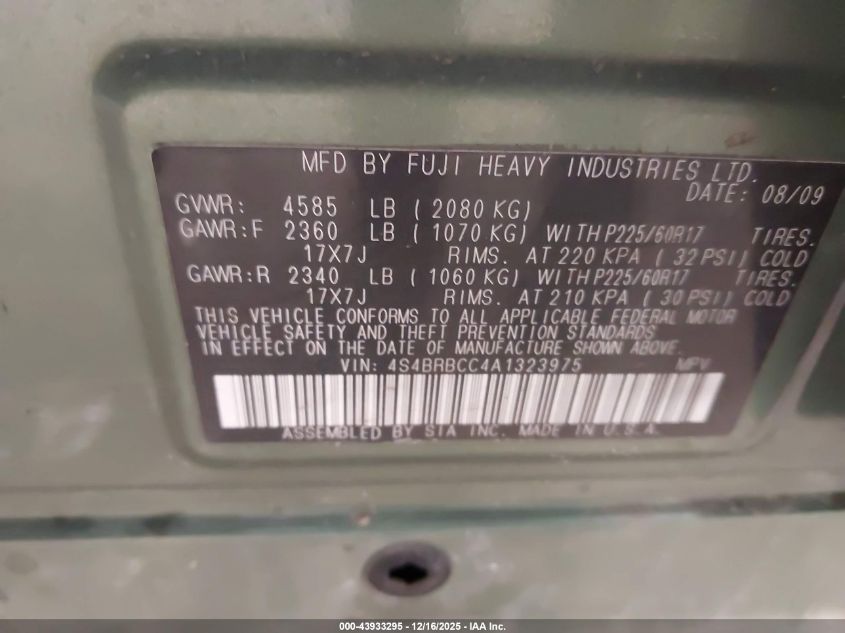 MFD BY FUJI HEAVY INDUSTRIES LTD.
DATE: 08/09
GVWR: 4585 LB ( 2080 KG)
GAWR:F 2360 LB ( 1070 KG) WITHP225/60R17 TIRES.
17X7J RIMS. AT 220 KPA ( 32 PSI) COLD
GAWR:R 2340 LB ( 1060 KG) WITHP225/60R17 TIRES.
17X7J RIMS. AT 210 KPA ( 30 PSI) COLD
THIS VEHICLE CONFORMS TO ALL APPLICABLE FEDERAL MOTOR
VEHICLE SAFETY AND THEFT PREVENTION STANDARDS
IN EFFECT ON THE DATE OF MANUFACTURE SHOWN ABOVE.
VIN: 4S4BRBCC4A1323975 MPV
ASSEMBLED BY SIA INC. MADE IN U.S.A.
000-43933295 - 12/16/2025 - IAA Inc.